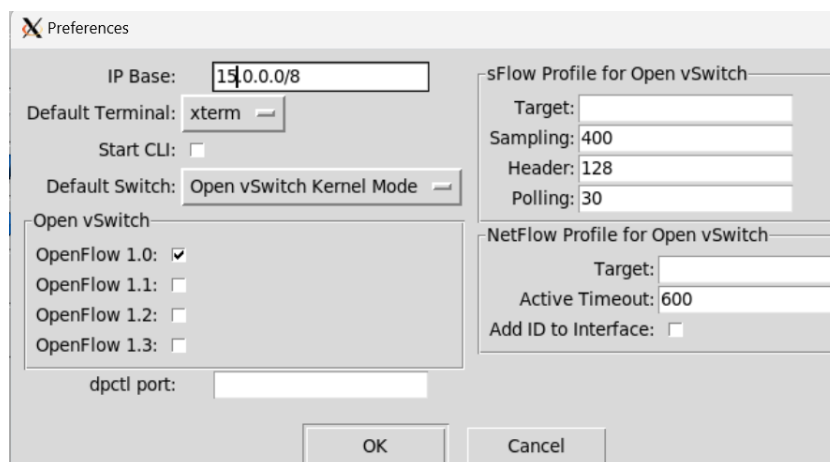 Preferences
IP Base: 15.0.0.0/8
Default Terminal: xterm
Start CLI:
Default Switch: Open vSwitch Kernel Mode
Open vSwitch
OpenFlow 1.0:
OpenFlow 1.1:
OpenFlow 1.2:
OpenFlow 1.3:
dpctl port:
sFlow Profile for Open vSwitch
Target:
Sampling: 400
Header: 128
Polling: 30
NetFlow Profile for Open vSwitch
Target:
Active Timeout: 600
Add ID to Interface:
OK
Cancel